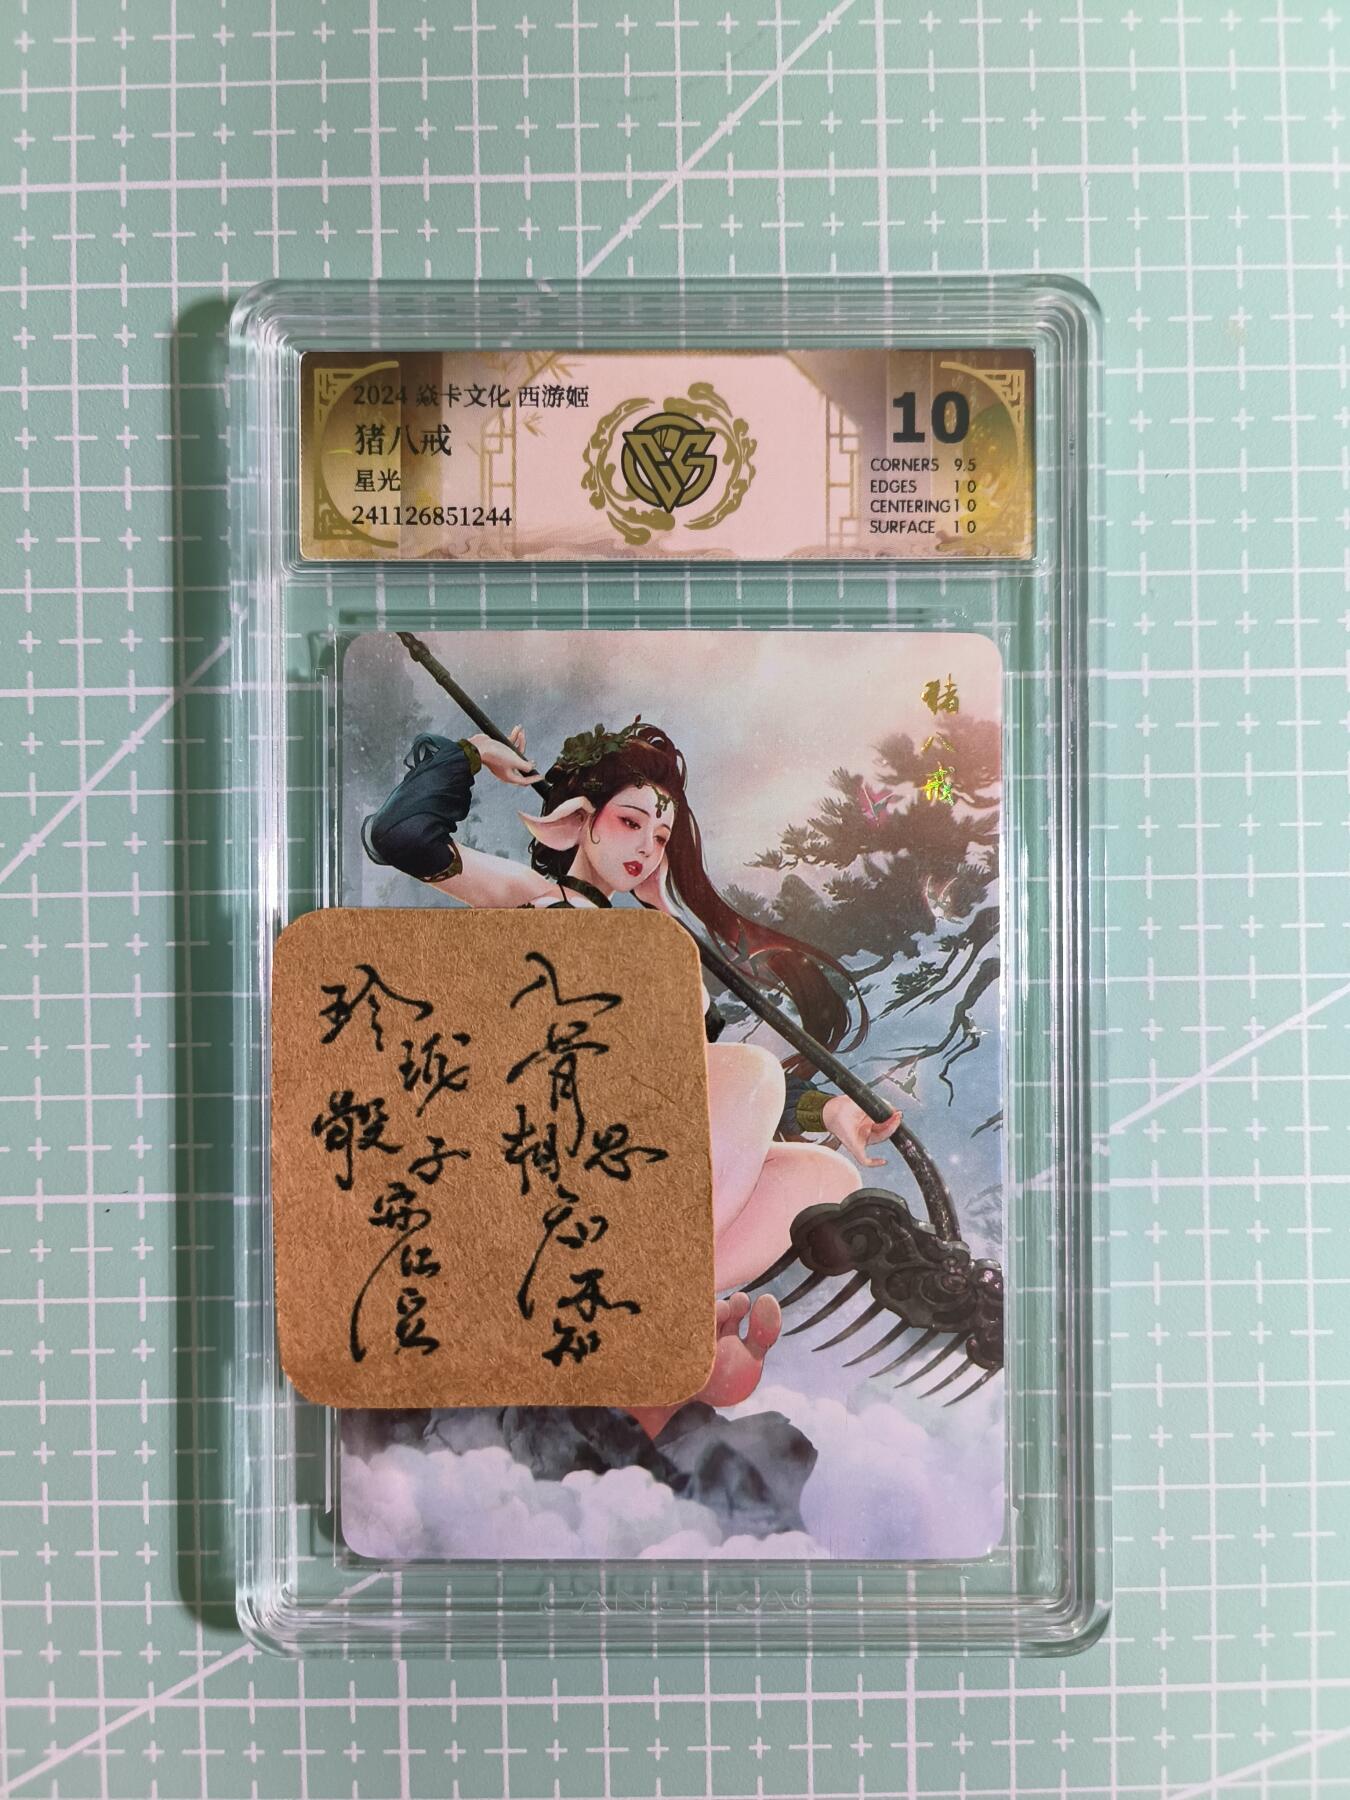 2024 焱卡文化 西游姬
猪八戒
星光
241126851244
10
CORNERS 9.5
EDGES 10
CENTERING 10
SURFACE 10
猪八戒
玲珑骰子安红豆
入骨相思知不知